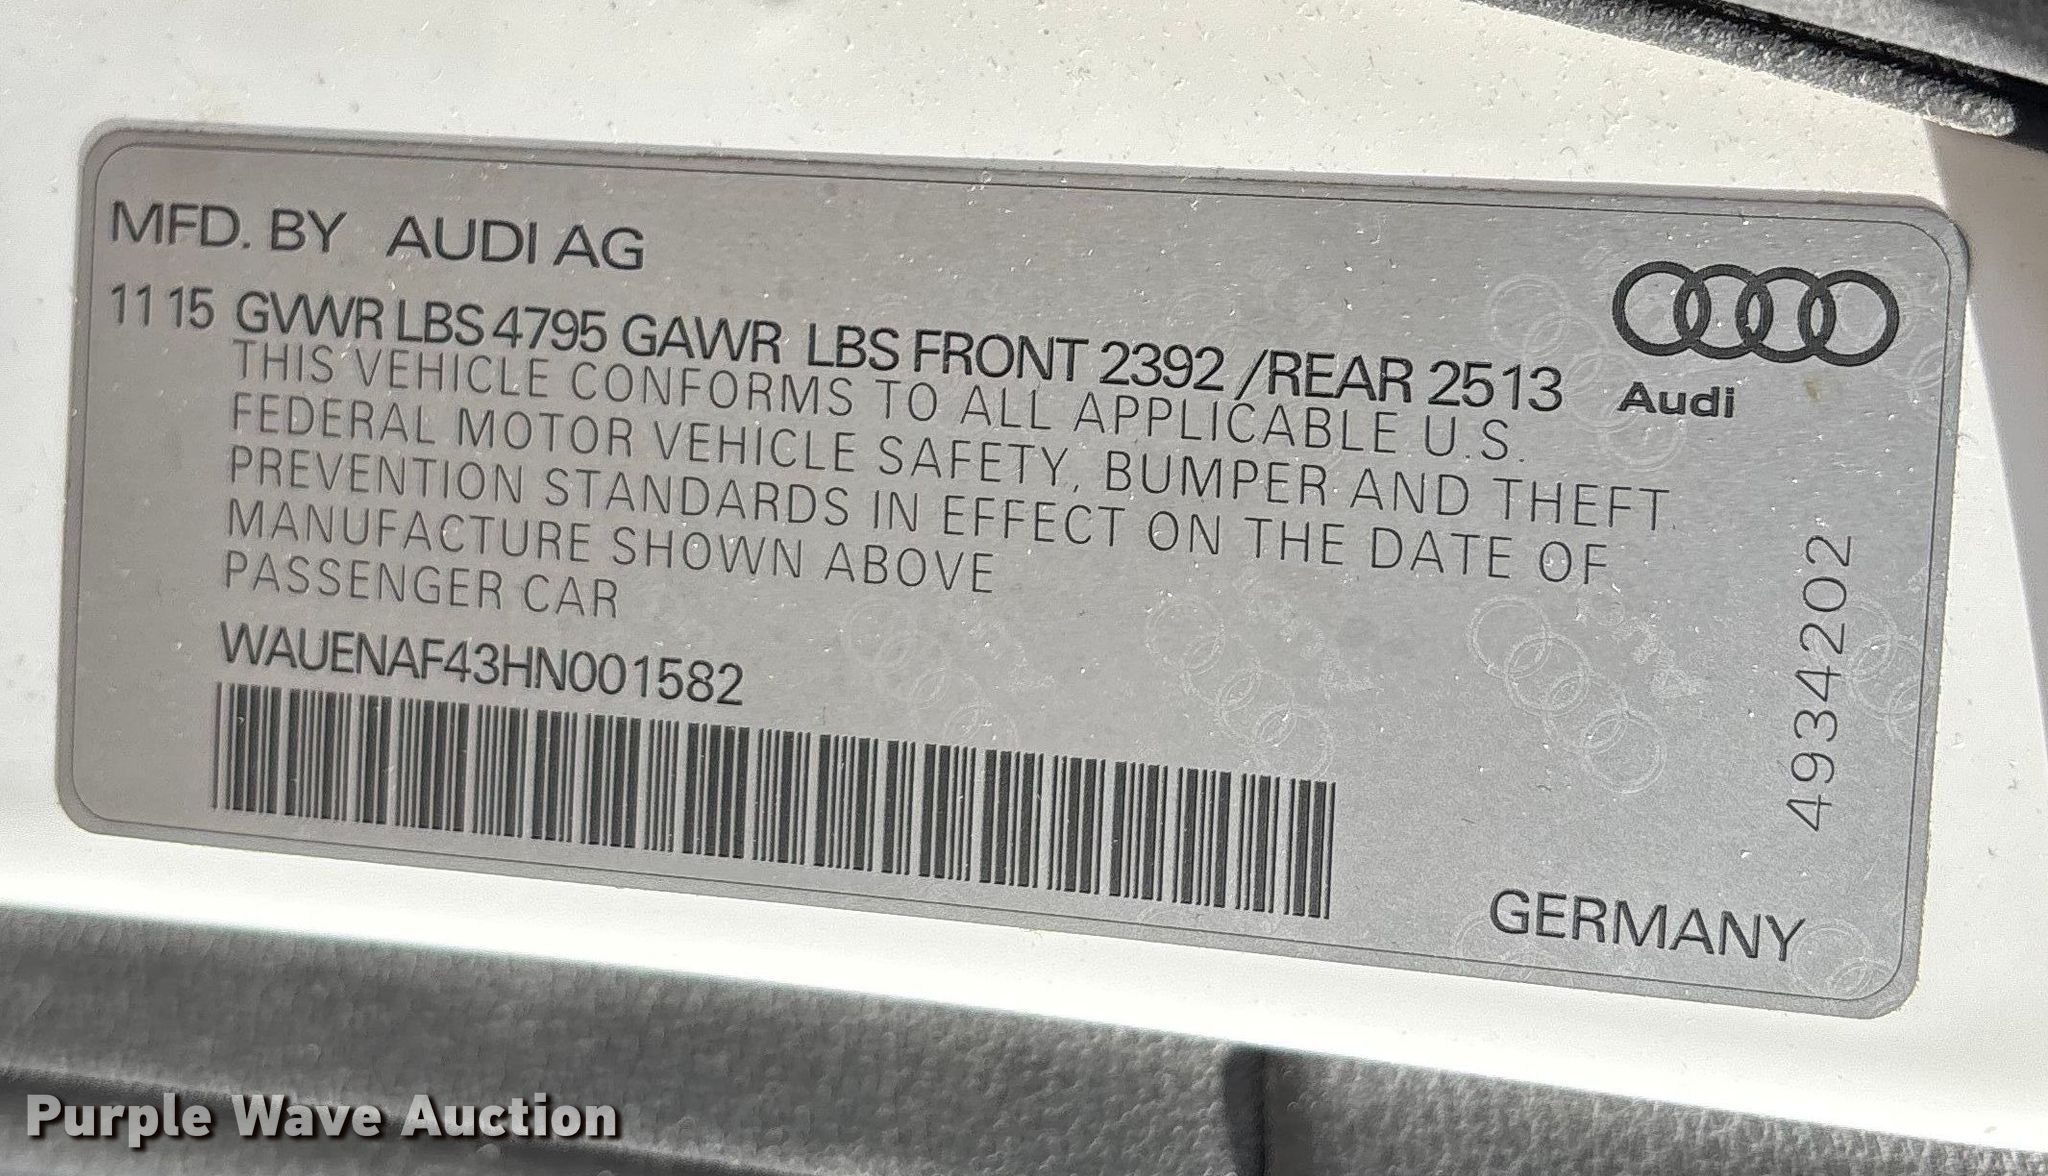 MFD. BY AUDI AG
11 15 GVWR LBS 4795 GAWR LBS FRONT 2392 /REAR 2513
THIS VEHICLE CONFORMS TO ALL APPLICABLE U.S.
FEDERAL MOTOR VEHICLE SAFETY, BUMPER AND THEFT
PREVENTION STANDARDS IN EFFECT ON THE DATE OF
MANUFACTURE SHOWN ABOVE
PASSENGER CAR
WAUENAF43HN001582
Audi
4934202
GERMANY
Purple Wave Auction